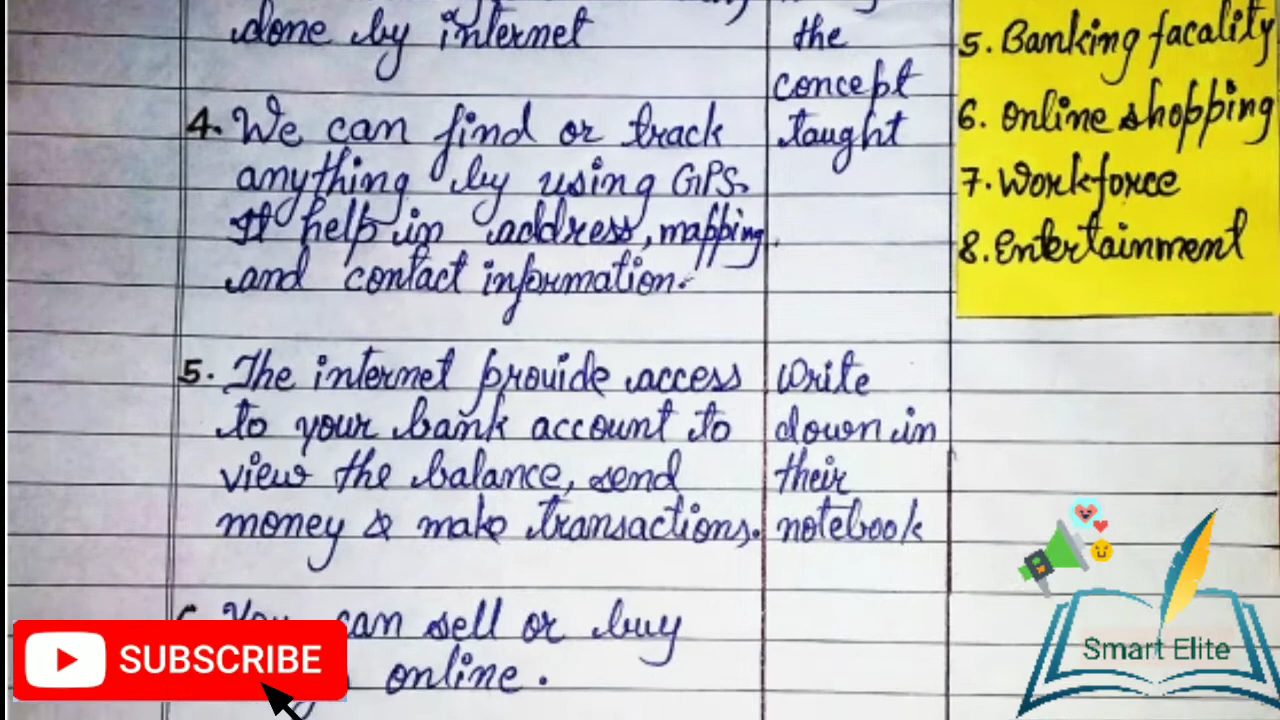 done by internet
4. We can find or track
anything by using GPS.
It help in address, mapping
and contact information.
5. The internet provide access
to your bank account to
view the balance, send
money & make transactions.
6. You can sell or buy
online.
the
concept
taught
Write
down in
their
notebook
5. Banking facality
6. Online shopping
7. Workforce
8. Entertainment
SUBSCRIBE
Smart Elite